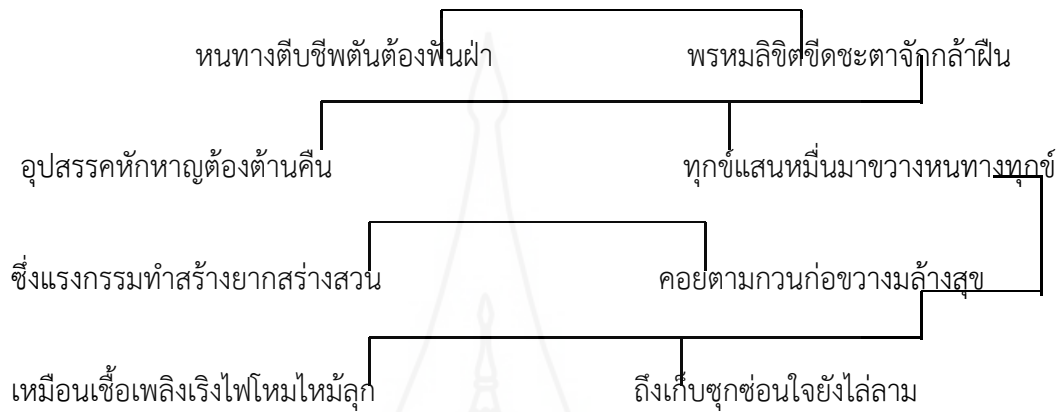 หนทางตีบชีพตันต้องฟันฝ่า พรหมลิขิตขีดชะตาจักกล้าฝืน
อุปสรรคหักหาญต้องต้านคืน ทุกข์แสนหมื่นมาขวางหนทางทุกข์
ซึ่งแรงกรรมทำสร้างยากสร่างสวน คอยตามกวนก่อขวางมล้างสุข
เหมือนเชื้อเพลิงเริงไฟโหมไหม้ลุก ถึงเก็บซุกซ่อนใจยังไล่ลาม